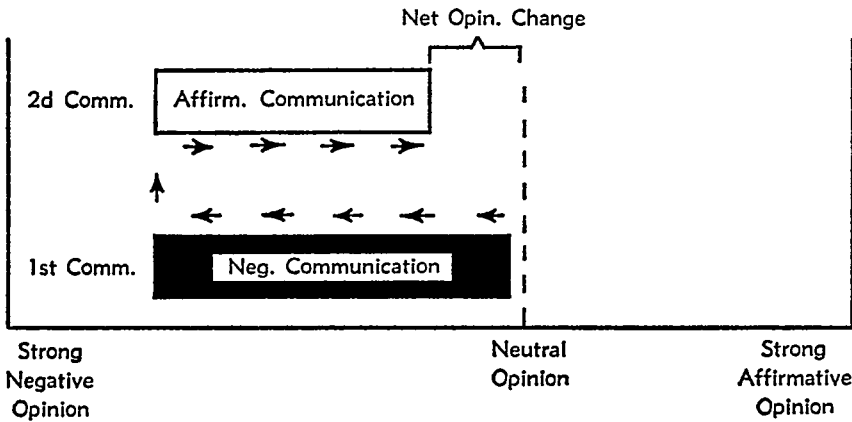 Net Opin. Change
2d Comm.
Affirm. Communication
1st Comm.
Neg. Communication
Strong
Negative
Opinion
Neutral
Opinion
Strong
Affirmative
Opinion